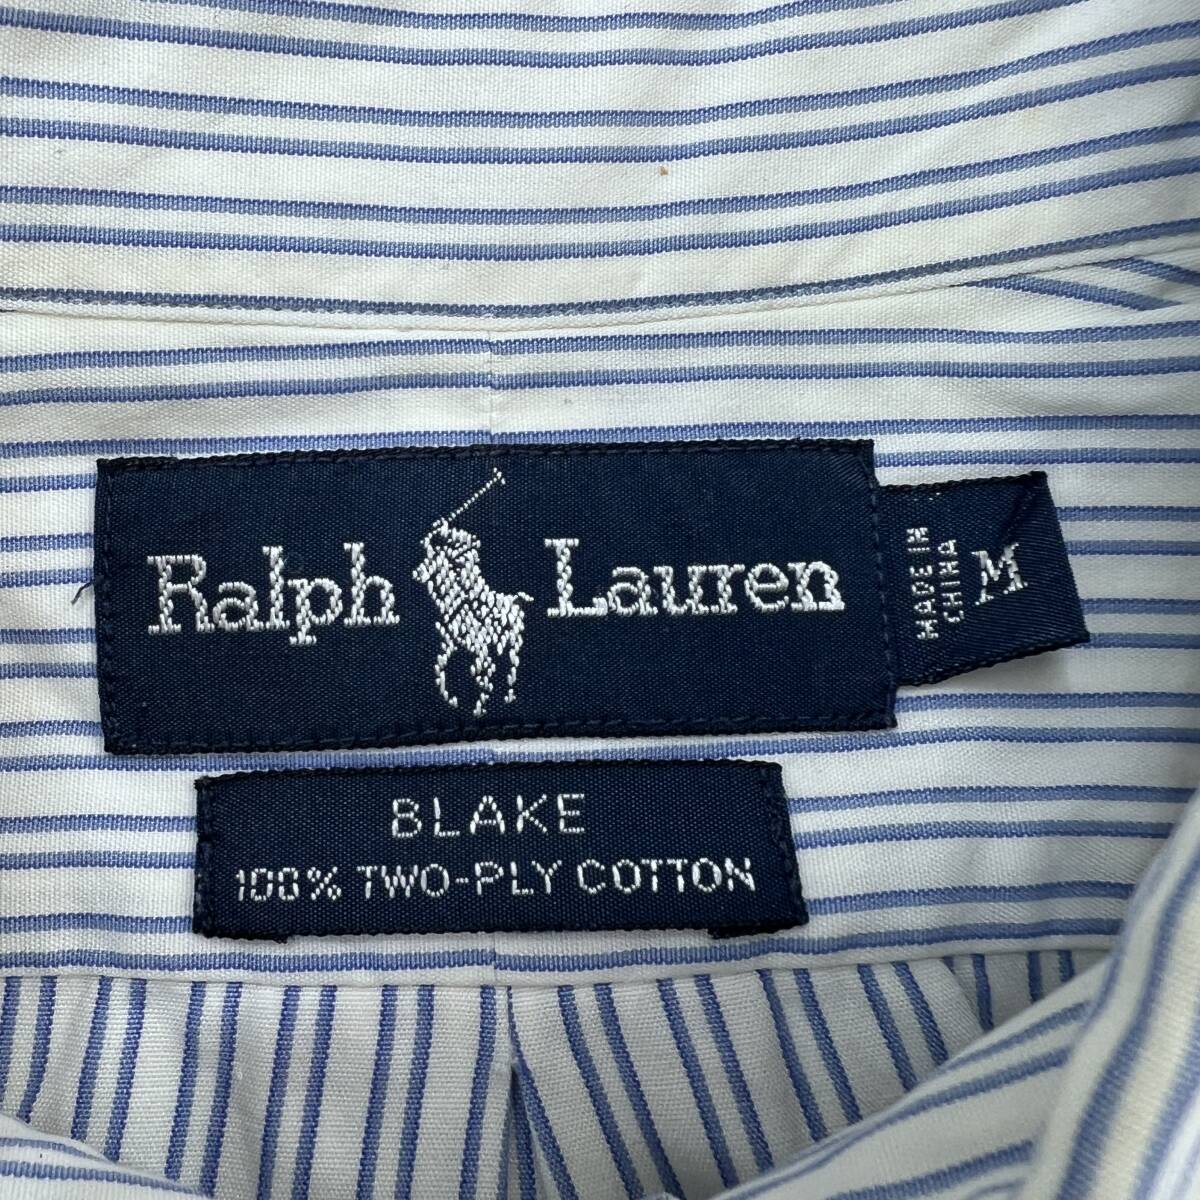 Ralph Lauren
MADE IN
CHINA
M
BLAKE
100% TWO-PLY COTTON